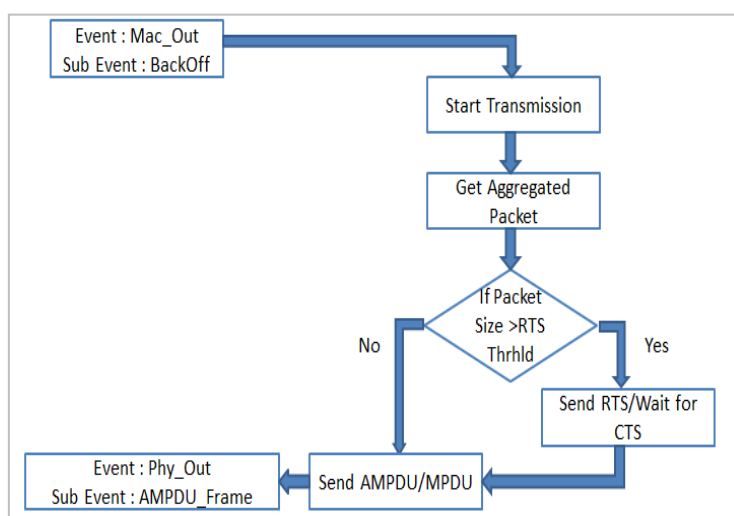 Event : Mac_Out
Sub Event : BackOff
Start Transmission
Get Aggregated
Packet
If Packet
Size >RTS
Thrhld
No
Yes
Send RTS/Wait for
CTS
Send AMPDU/MPDU
Event : Phy_Out
Sub Event : AMPDU_Frame